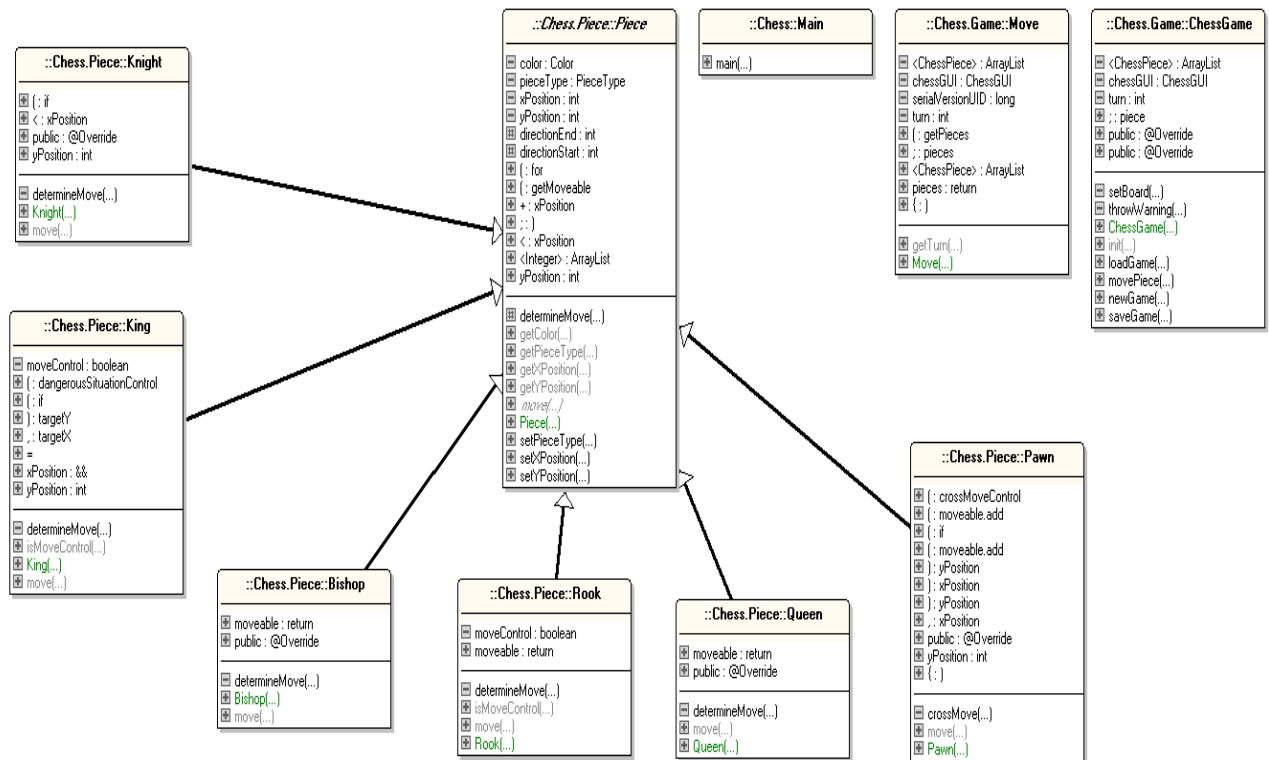 ::Chess.Piece::Knight
( : if
< : xPosition
public : @Override
yPosition : int
determineMove(...)
Knight(...)
move(...)
::Chess.Piece::King
moveControl : boolean
( : dangerousSituationControl
( : if
) : targetY
, : targetX
=
xPosition : &&
yPosition : int
determineMove(...)
isMoveControl(...)
King(...)
move(...)
::Chess.Piece::Bishop
moveable : return
public : @Override
determineMove(...)
Bishop(...)
move(...)
::Chess.Piece::Piece
color : Color
pieceType : PieceType
xPosition : int
yPosition : int
directionEnd : int
directionStart : int
( : for
( : getMoveable
+ : xPosition
; : )
< : xPosition
<Integer> : ArrayList
yPosition : int
determineMove(...)
getColor(...)
getPieceType(...)
getXPosition(...)
getYPosition(...)
move(...)
Piece(...)
setPieceType(...)
setXPosition(...)
setYPosition(...)
::Chess.Piece::Rook
moveControl : boolean
moveable : return
determineMove(...)
isMoveControl(...)
move(...)
Rook(...)
::Chess.Piece::Queen
moveable : return
public : @Override
determineMove(...)
move(...)
Queen(...)
::Chess::Main
main(...)
::Chess.Game::Move
<ChessPiece> : ArrayList
chessGUI : ChessGUI
serialVersionUID : long
turn : int
( : getPieces
; : pieces
<ChessPiece> : ArrayList
pieces : return
{ : )
getTurn(...)
Move(...)
::Chess.Game::ChessGame
<ChessPiece> : ArrayList
chessGUI : ChessGUI
turn : int
; : piece
public : @Override
public : @Override
setBoard(...)
throwWarning(...)
ChessGame(...)
init(...)
loadGame(...)
movePiece(...)
newGame(...)
saveGame(...)
::Chess.Piece::Pawn
( : crossMoveControl
( : moveable.add
( : if
( : moveable.add
) : yPosition
) : xPosition
) : yPosition
, : xPosition
public : @Override
yPosition : int
{ : )
crossMove(...)
move(...)
Pawn(...)